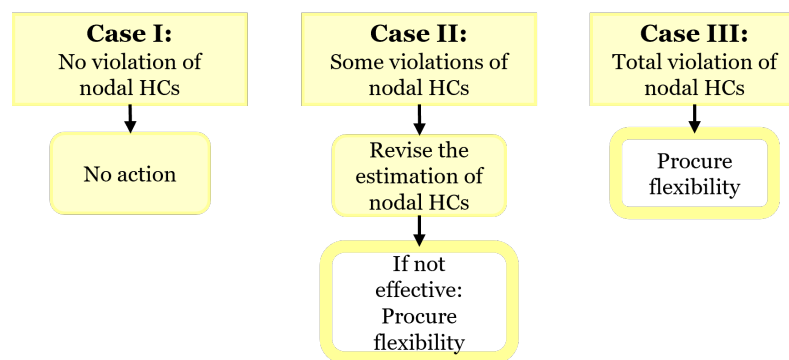 Case I:
No violation of
nodal HCs
No action
Case II:
Some violations of
nodal HCs
Revise the
estimation of
nodal HCs
If not
effective:
Procure
flexibility
Case III:
Total violation of
nodal HCs
Procure
flexibility